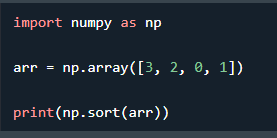 import numpy as np
arr = np.array([3, 2, 0, 1])
print(np.sort(arr))